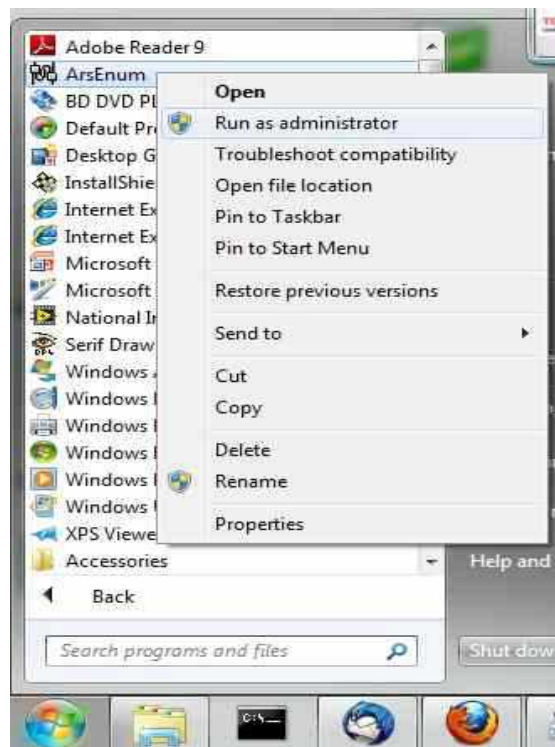 Adobe Reader 9
ArsEnum
BD DVD PL
Default Pr
Desktop G
InstallShie
Internet Ex
Internet Ex
Microsoft
Microsoft
National I
Serif Draw
Windows
Windows
Windows
Windows
Windows
Windows
XPS Viewe
Accessories
Back
Search programs and files
Open
Run as administrator
Troubleshoot compatibility
Open file location
Pin to Taskbar
Pin to Start Menu
Restore previous versions
Send to
Cut
Copy
Delete
Rename
Properties
Help and
Shut dow
C:\_